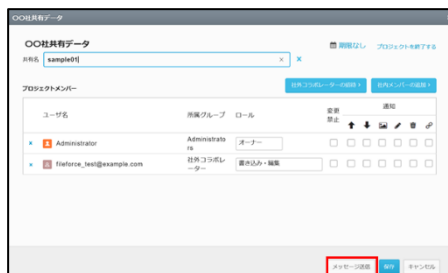 〇〇社共有データ
〇〇社共有データ
期限なし プロジェクトを終了する
共有名 sample01 × ×
プロジェクトメンバー
社外コラボレーターの招待 › 社内メンバーの追加 ›
ユーザ名 所属グループ ロール 変更禁止 通知
× Administrator Administrators オーナー
× fileforce_test@example.com 社外コラボレーター 書き込み・編集
メッセージ送信 保存 キャンセル